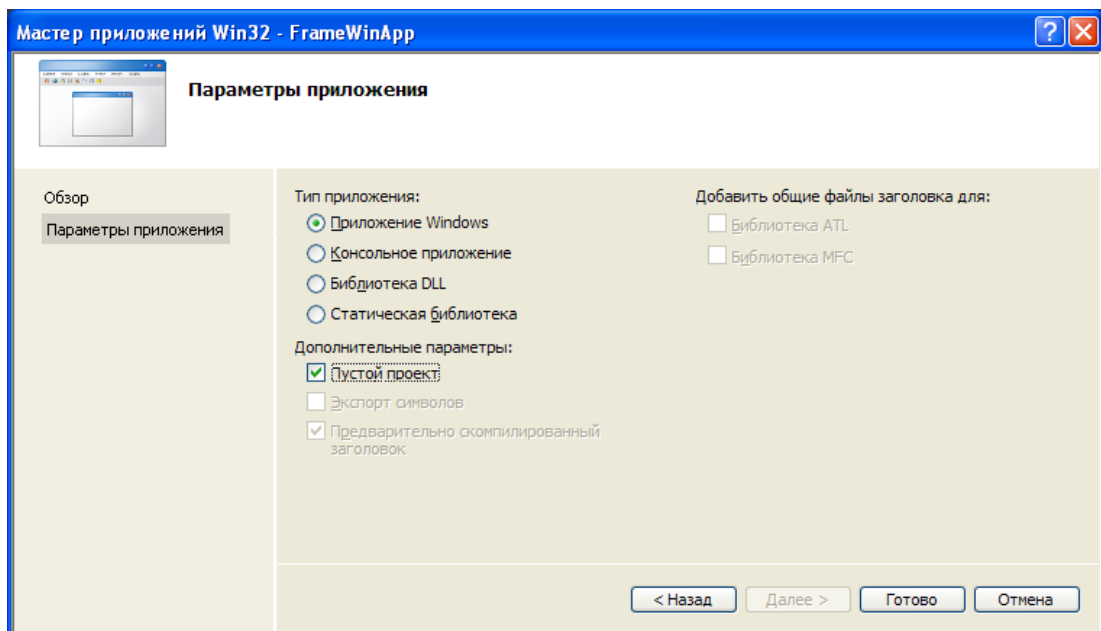 Мастер приложений Win32 - FrameWinApp
Параметры приложения
Обзор
Параметры приложения
Тип приложения:
Приложение Windows
Консольное приложение
Библиотека DLL
Статическая библиотека
Дополнительные параметры:
Пустой проект
Экспорт символов
Предварительно скомпилированный
заголовок
Добавить общие файлы заголовка для:
Библиотека ATL
Библиотека MFC
< Назад
Далее >
Готово
Отмена